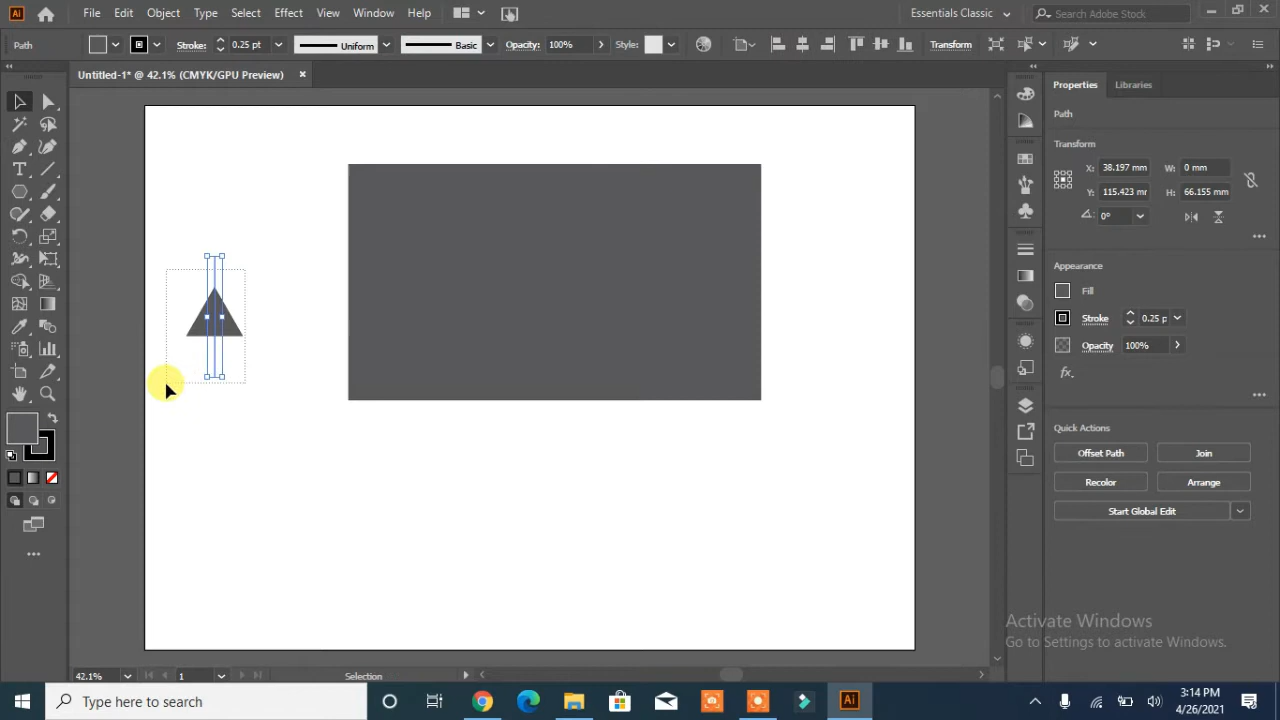 Ai File Edit Object Type Select Effect View Window Help Essentials Classic Search Adobe Stock
Path Stroke: 0.25 pt Uniform Basic Opacity: 100% Style: Transform
Untitled-1* @ 42.1% (CMYK/GPU Preview)
Properties Libraries
Path
Transform
X: 38.197 mm W: 0 mm
Y: 115.423 mr H: 66.155 mm
0°
Appearance
Fill
Stroke 0.25 p
Opacity 100%
fx.
Quick Actions
Offset Path Join
Recolor Arrange
Start Global Edit
Activate Windows
Go to Settings to activate Windows.
42.1% 1 Selection
Type here to search
Ai
3:14 PM
4/26/2021